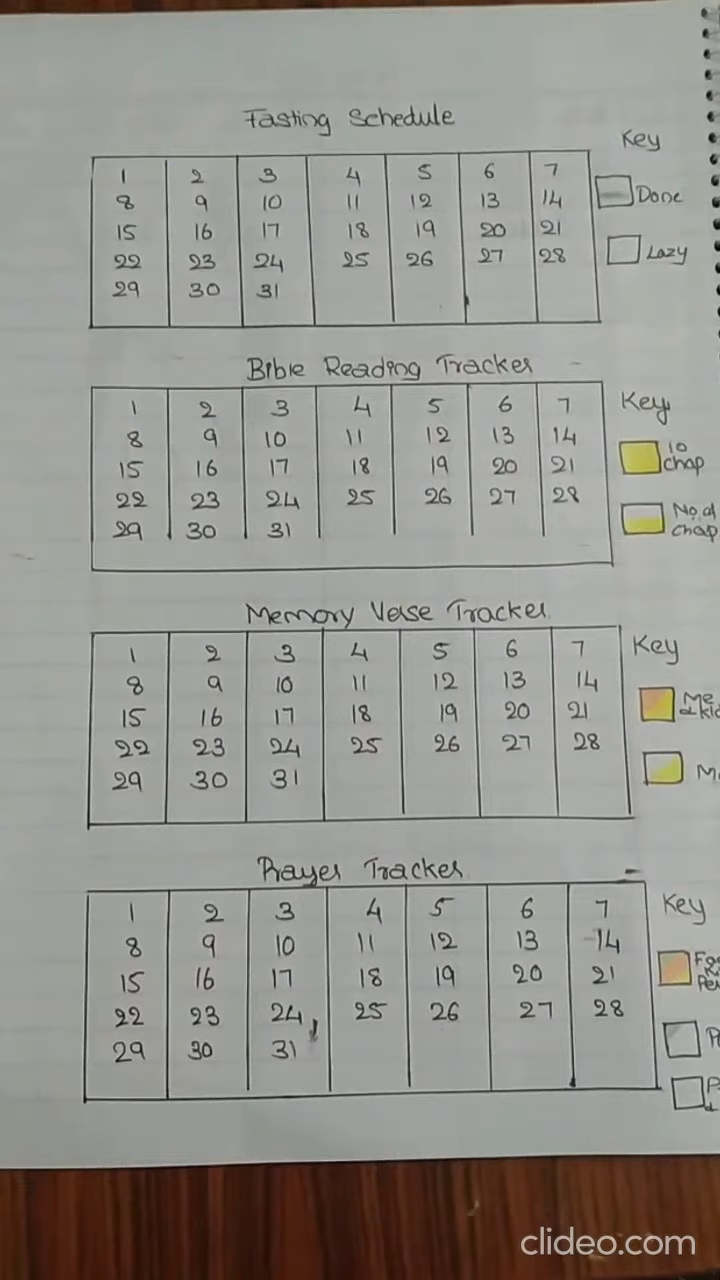 Fasting Schedule
Key
1 2 3 4 5 6 7
8 9 10 11 12 13 14
Done
15 16 17 18 19 20 21
22 23 24 25 26 27 28
Lazy
29 30 31
Bible Reading Tracker
Key
1 2 3 4 5 6 7
8 9 10 11 12 13 14
10
chap
15 16 17 18 19 20 21
22 23 24 25 26 27 28
No. of
chap
29 30 31
Memory Verse Tracker
Key
1 2 3 4 5 6 7
8 9 10 11 12 13 14
Me
15 16 17 18 19 20 21
22 23 24 25 26 27 28
29 30 31
Prayer Tracker
Key
1 2 3 4 5 6 7
8 9 10 11 12 13 14
15 16 17 18 19 20 21
22 23 24 25 26 27 28
29 30 31
clideo.com